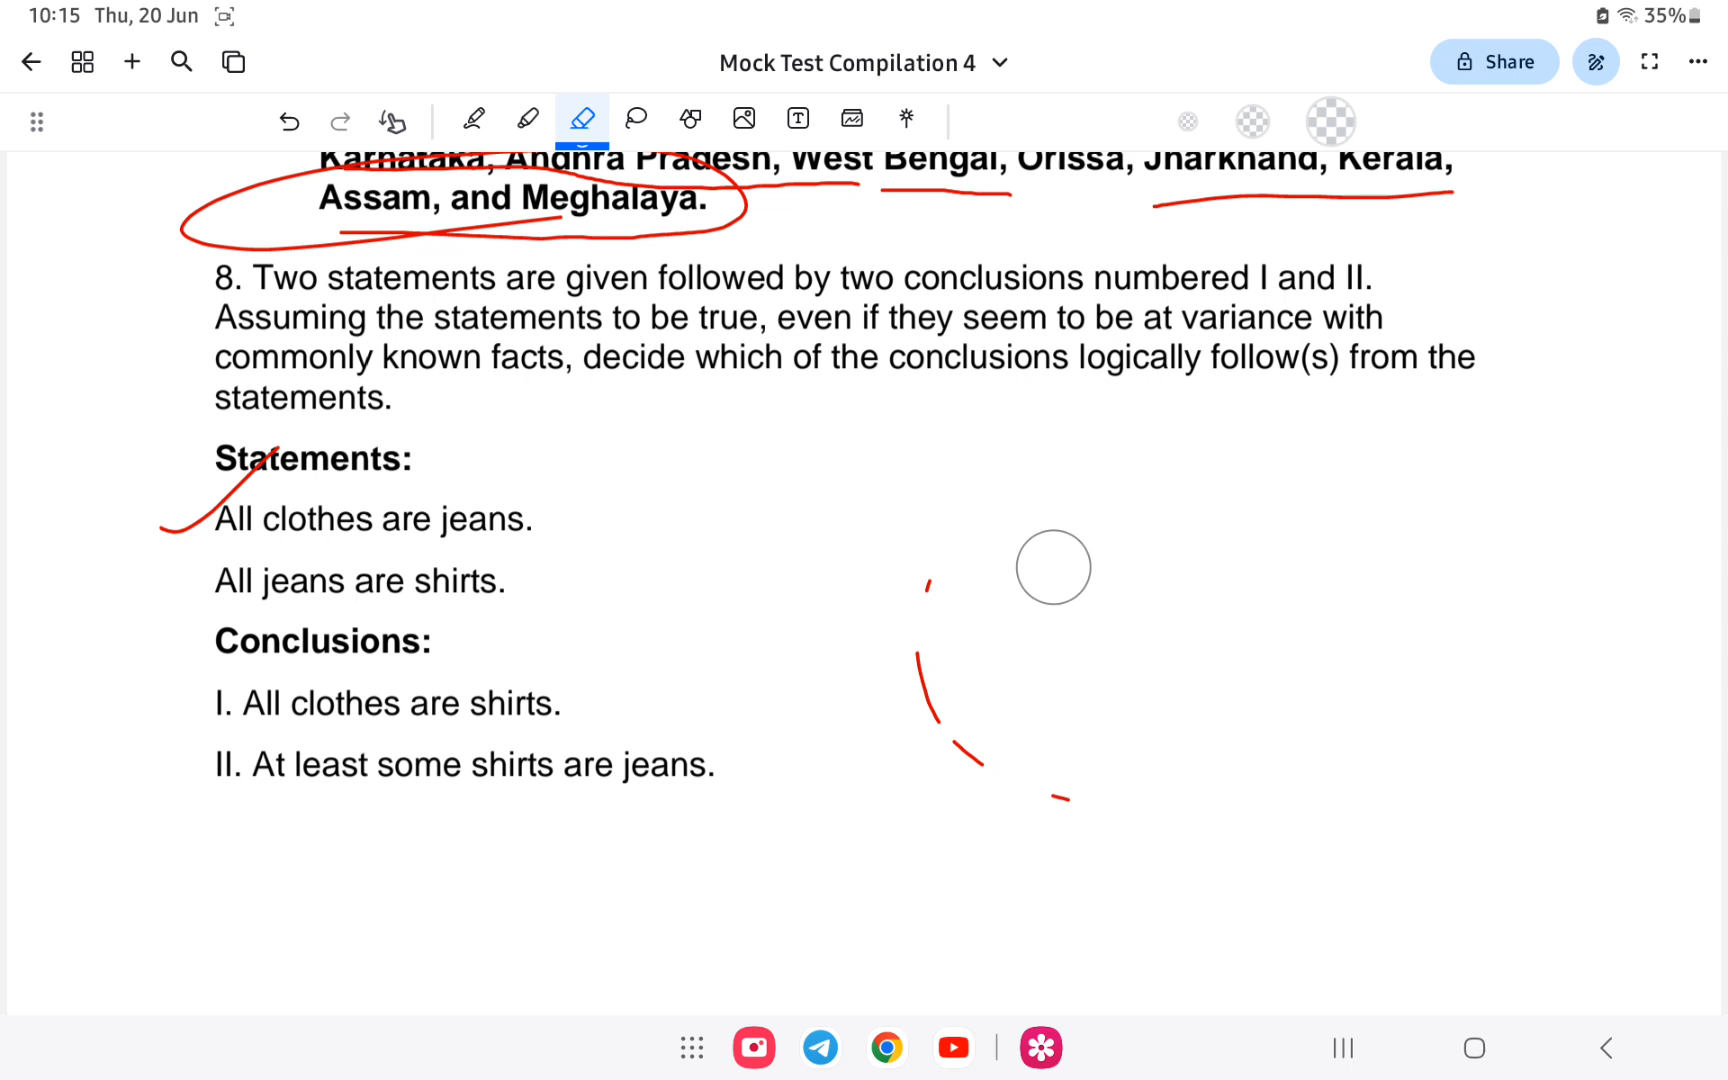 10:15 Thu, 20 Jun
35%
Mock Test Compilation 4
Share
Karnataka, Andhra Pradesh, West Bengal, Orissa, Jharkhand, Kerala,
Assam, and Meghalaya.
8. Two statements are given followed by two conclusions numbered I and II.
Assuming the statements to be true, even if they seem to be at variance with
commonly known facts, decide which of the conclusions logically follow(s) from the
statements.
Statements:
All clothes are jeans.
All jeans are shirts.
Conclusions:
I. All clothes are shirts.
II. At least some shirts are jeans.